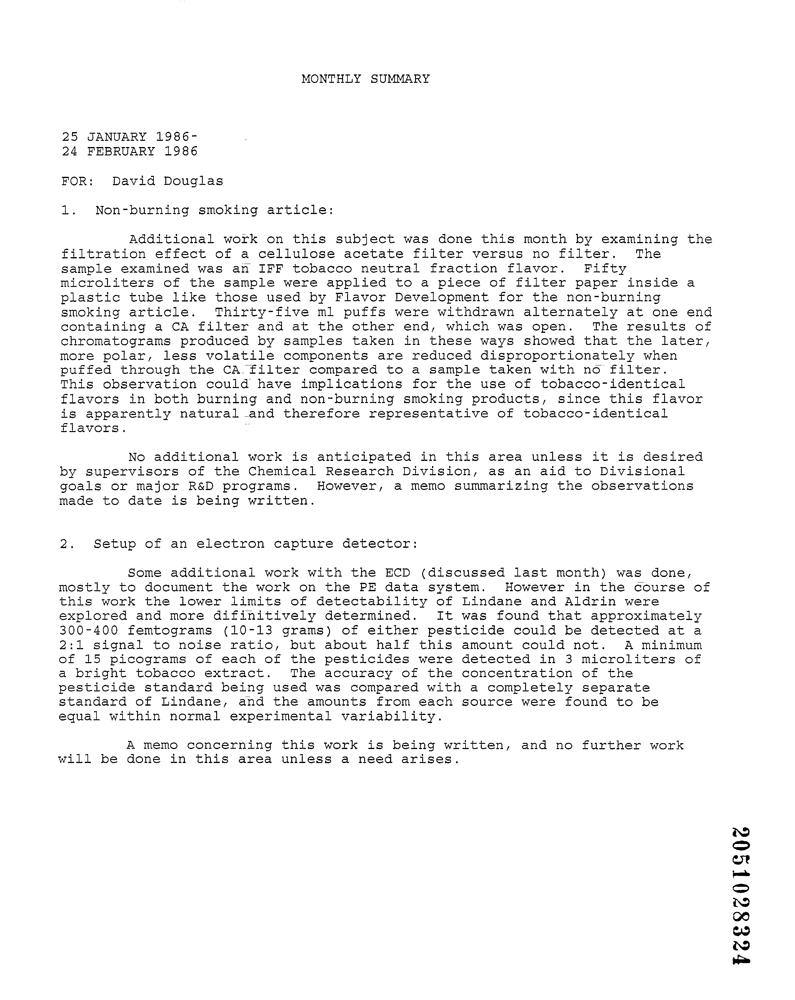 MONTHLY SUMMARY
25 JANUARY 1986-
24 FEBRUARY 1986
FOR: David Douglas
1. Non-burning smoking article:
Additional work on this subject was done this month by examining the
filtration effect of a cellulose acetate filter versus no filter. The
sample examined was an IFF tobacco neutral fraction flavor. Fifty
microliters of the sample were applied to a piece of filter paper inside a
plastic tube like those used by Flavor Development for the non-burning
smoking article. Thirty-five ml puffs were withdrawn alternately at one end
containing a CA filter and at the other end, which was open. The results of
chromatograms produced by samples taken in these ways showed that the later,
more polar, less volatile components are reduced disproportionately when
puffed through the CA filter compared to a sample taken with no filter.
This observation could have implications for the use of tobacco-identical
flavors in both burning and non-burning smoking products, since this flavor
is apparently natural and therefore representative of tobacco-identical
flavors.
No additional work is anticipated in this area unless it is desired
by supervisors of the Chemical Research Division, as an aid to Divisional
goals or major R&D programs. However, a memo summarizing the observations
made to date is being written.
2. Setup of an electron capture detector:
Some additional work with the ECD (discussed last month) was done,
mostly to document the work on the PE data system. However in the course of
this work the lower limits of detectability of Lindane and Aldrin were
explored and more difinitively determined. It was found that approximately
300-400 femtograms (10-13 grams) of either pesticide could be detected at a
2:1 signal to noise ratio, but about half this amount could not. A minimum
of 15 picograms of each of the pesticides were detected in 3 microliters of
a bright tobacco extract. The accuracy of the concentration of the
pesticide standard being used was compared with a completely separate
standard of Lindane, and the amounts from each source were found to be
equal within normal experimental variability.
A memo concerning this work is being written, and no further work
will be done in this area unless a need arises.
2051028324